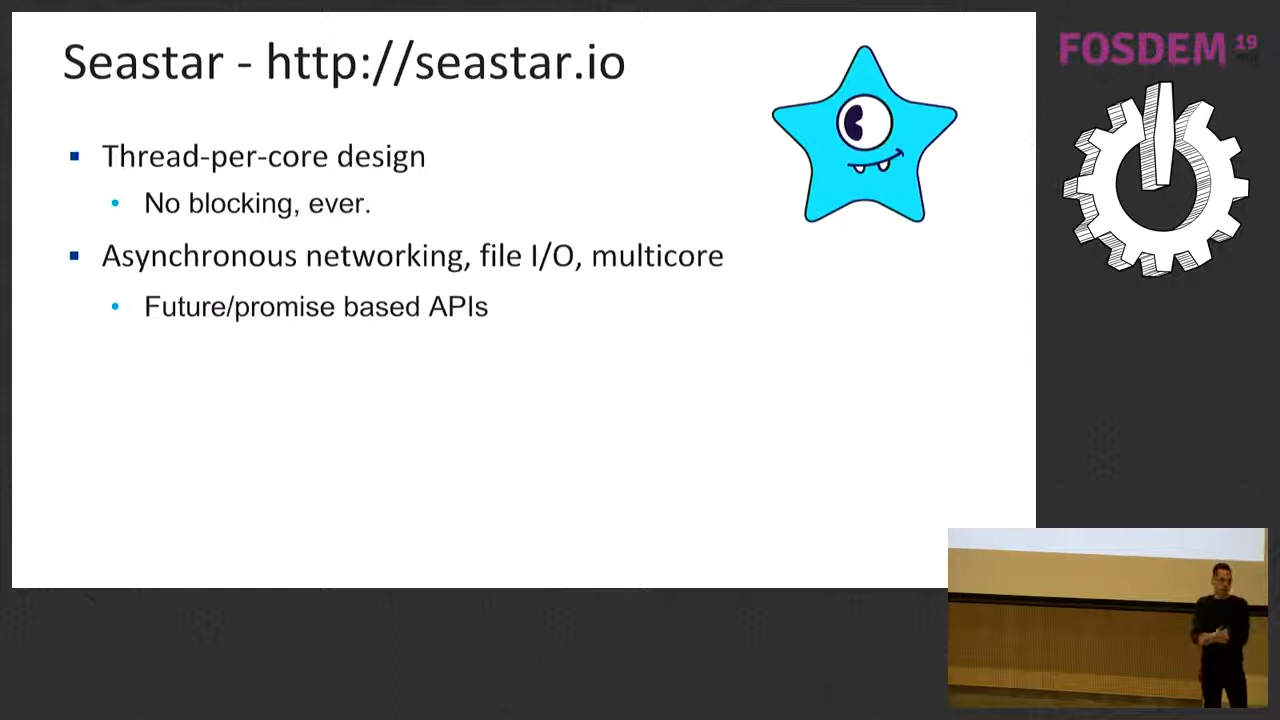 Seastar - http://seastar.io
Thread-per-core design
No blocking, ever.
Asynchronous networking, file I/O, multicore
Future/promise based APIs
FOSDEM 19